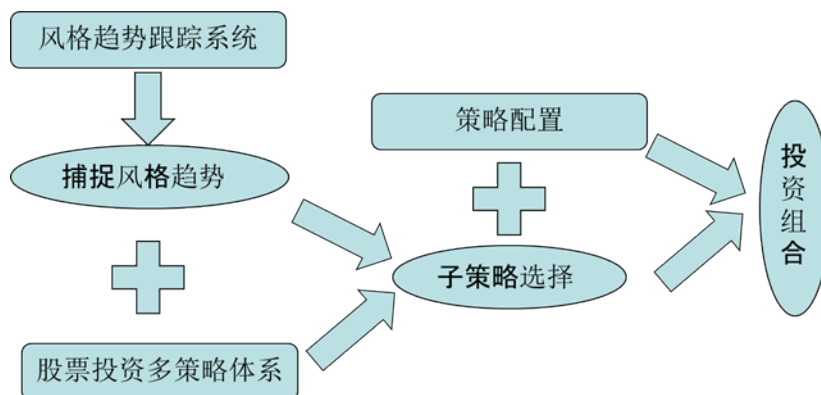 风格趋势跟踪系统
策略配置
捕捉风格趋势
投资组合
子策略选择
股票投资多策略体系